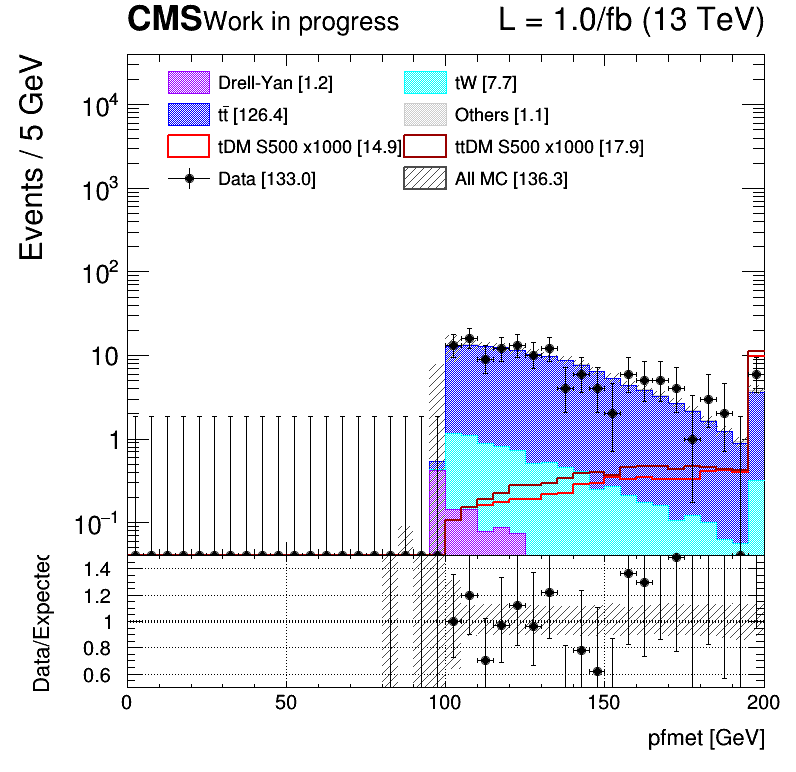 CMS Work in progress L = 1.0/fb (13 TeV)
Events / 5 GeV
Drell-Yan [1.2] tW [7.7]
tt̄ [126.4] Others [1.1]
tDM S500 x1000 [14.9] ttDM S500 x1000 [17.9]
Data [133.0] All MC [136.3]
10⁴
10³
10²
10
1
10⁻¹
Data/Expected
1.4
1.2
1
0.8
0.6
0 50 100 150 200
pfmet [GeV]